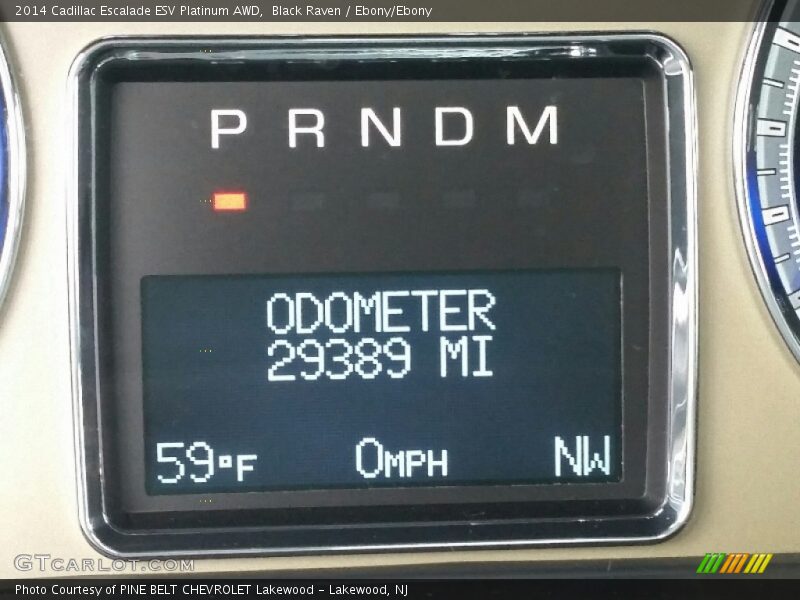 2014 Cadillac Escalade ESV Platinum AWD,  Black Raven / Ebony/Ebony
P R N D M
ODOMETER
29389 MI
59°F 0MPH NW
GTCARLOT.COM
Photo Courtesy of PINE BELT CHEVROLET Lakewood - Lakewood, NJ